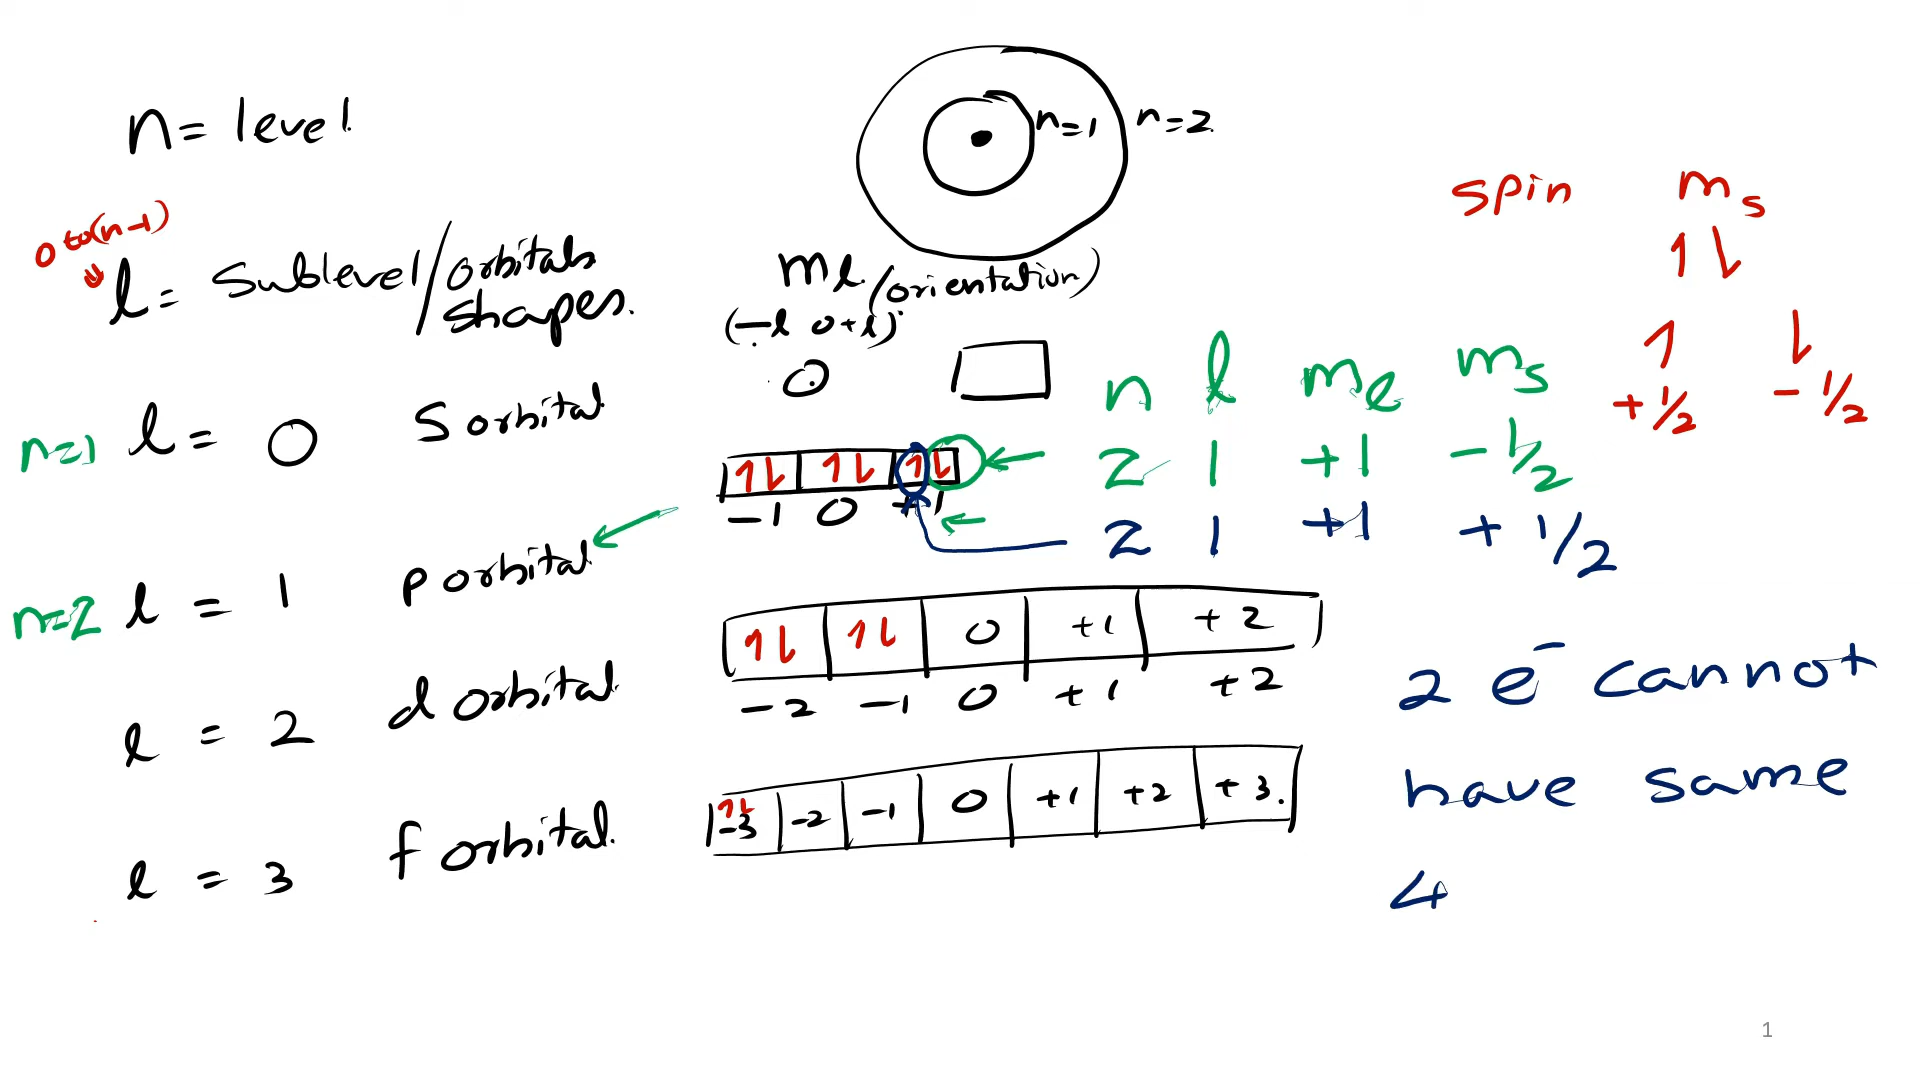 n = level.
n=1 n=2.
0 to (n-1)
l = Sublevel/orbitals shapes.
ml (orientation)
(-l 0 +l)
0
spin ms
↿⇂
↿ ⇂
+1/2 -1/2
n=1 l = 0 S orbital
n l ml ms
↿⇂ ↿⇂ ↿⇂
-1 0 +1
2 1 +1 -1/2
2 1 +1 +1/2
n=2 l = 1 p orbital
↿⇂ ↿⇂ 0 +1 +2
-2 -1 0 +1 +2
l = 2 d orbital
↿⇂
-3 -2 -1 0 +1 +2 +3.
l = 3 f orbital.
2 e⁻ cannot
have same
4
1